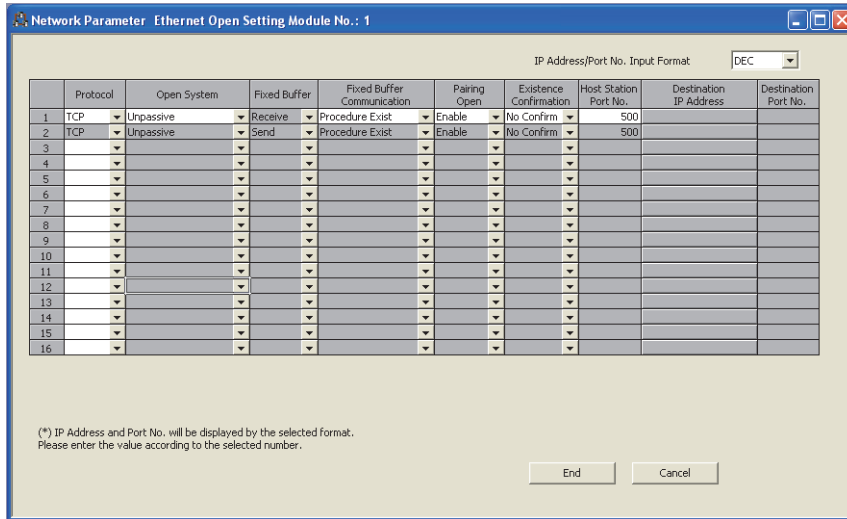 Network Parameter Ethernet Open Setting Module No.: 1
IP Address/Port No. Input Format DEC
Protocol Open System Fixed Buffer Fixed Buffer Communication Pairing Open Existence Confirmation Host Station Port No. Destination IP Address Destination Port No.
1 TCP Unpassive Receive Procedure Exist Enable No Confirm 500
2 TCP Unpassive Send Procedure Exist Enable No Confirm 500
3
4
5
6
7
8
9
10
11
12
13
14
15
16
(*) IP Address and Port No. will be displayed by the selected format.
Please enter the value according to the selected number.
End Cancel